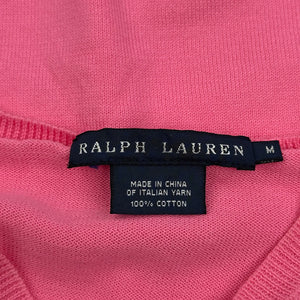 RALPH LAUREN
M
MADE IN CHINA
OF ITALIAN YARN
100% COTTON